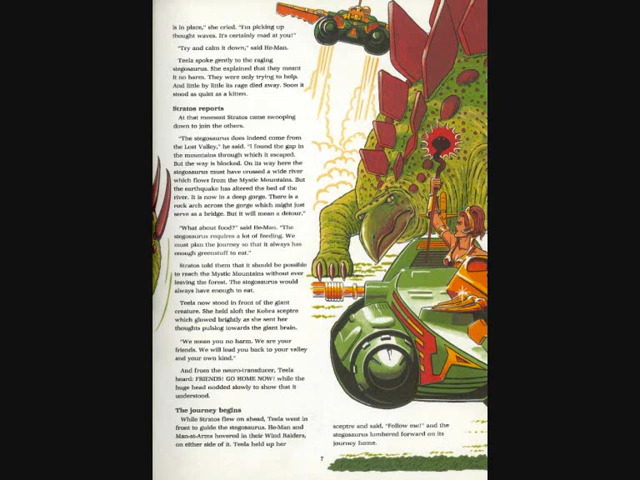 is in place," she cried. "I'm picking up
thought waves. It's certainly mad at you!"
"Try and calm it down," said He-Man.
Teela spoke gently to the raging
stegosaurus. She explained that they meant
it no harm. They were only trying to help.
And little by little its rage died away. Soon it
stood as quiet as a kitten.
Stratos reports
At that moment Stratos came swooping
down to join the others.
"The stegosaurus does indeed come from
the Lost Valley," he said. "I found the gap in
the mountains through which it escaped.
But the way is blocked. On its way here the
stegosaurus must have crossed a wide river
which flows from the Mystic Mountains. But
the earthquake has altered the bed of the
river. It is now in a deep gorge. There is a
rock arch across the gorge which might just
serve as a bridge. But it will mean a detour."
"What about food?" said He-Man. "The
stegosaurus requires a lot of feeding. We
must plan the journey so that it always has
enough greenstuff to eat."
Stratos told them that it should be possible
to reach the Mystic Mountains without ever
leaving the forest. The stegosaurus would
always have enough to eat.
Teela now stood in front of the giant
creature. She held aloft the Kobra sceptre
which glowed brightly as she sent her
thoughts pulsing towards the giant brain.
"We mean you no harm. We are your
friends. We will lead you back to your valley
and your own kind."
And from the neuro-transducer, Teela
heard: FRIENDS! GO HOME NOW! while the
huge head nodded slowly to show that it
understood.
The journey begins
While Stratos flew on ahead, Teela went in
front to guide the stegosaurus. He-Man and
Man-at-Arms hovered in their Wind Raiders,
on either side of it. Teela held up her
sceptre and said, "Follow me!" and the
stegosaurus lumbered forward on its
journey home.
7